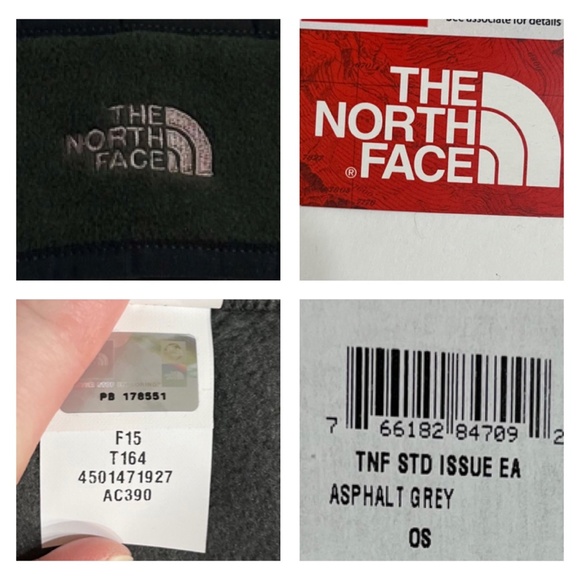 THE
NORTH
FACE
See associate for details
THE
NORTH
FACE
®
PB 178551
F15
T164
4501471927
AC390
7 66182 84709 2
TNF STD ISSUE EA
ASPHALT GREY
OS